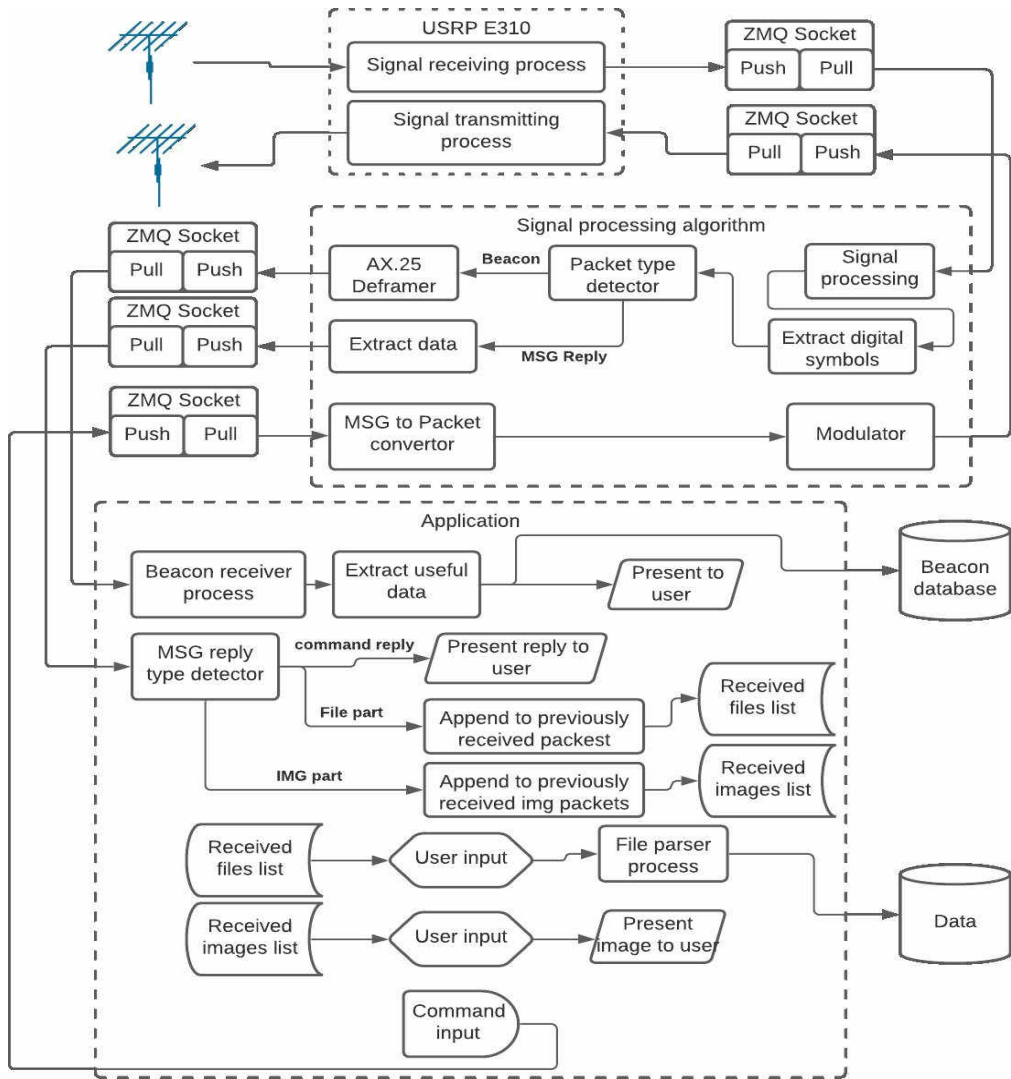 USRP E310
Signal receiving process
ZMQ Socket
Push
Pull
Signal transmitting
process
ZMQ Socket
Pull
Push
Signal processing algorithm
ZMQ Socket
Pull
Push
AX.25
Deframer
Beacon
Packet type
detector
Signal
processing
ZMQ Socket
Pull
Push
Extract data
MSG Reply
Extract digital
symbols
ZMQ Socket
Push
Pull
MSG to Packet
convertor
Modulator
Application
Beacon receiver
process
Extract useful
data
Present to
user
Beacon
database
MSG reply
type detector
command reply
Present reply to
user
File part
Append to previously
received packest
Received
files list
IMG part
Append to previously
received img packets
Received
images list
Received
files list
User input
File parser
process
Data
Received
images list
User input
Present
image to user
Command
input